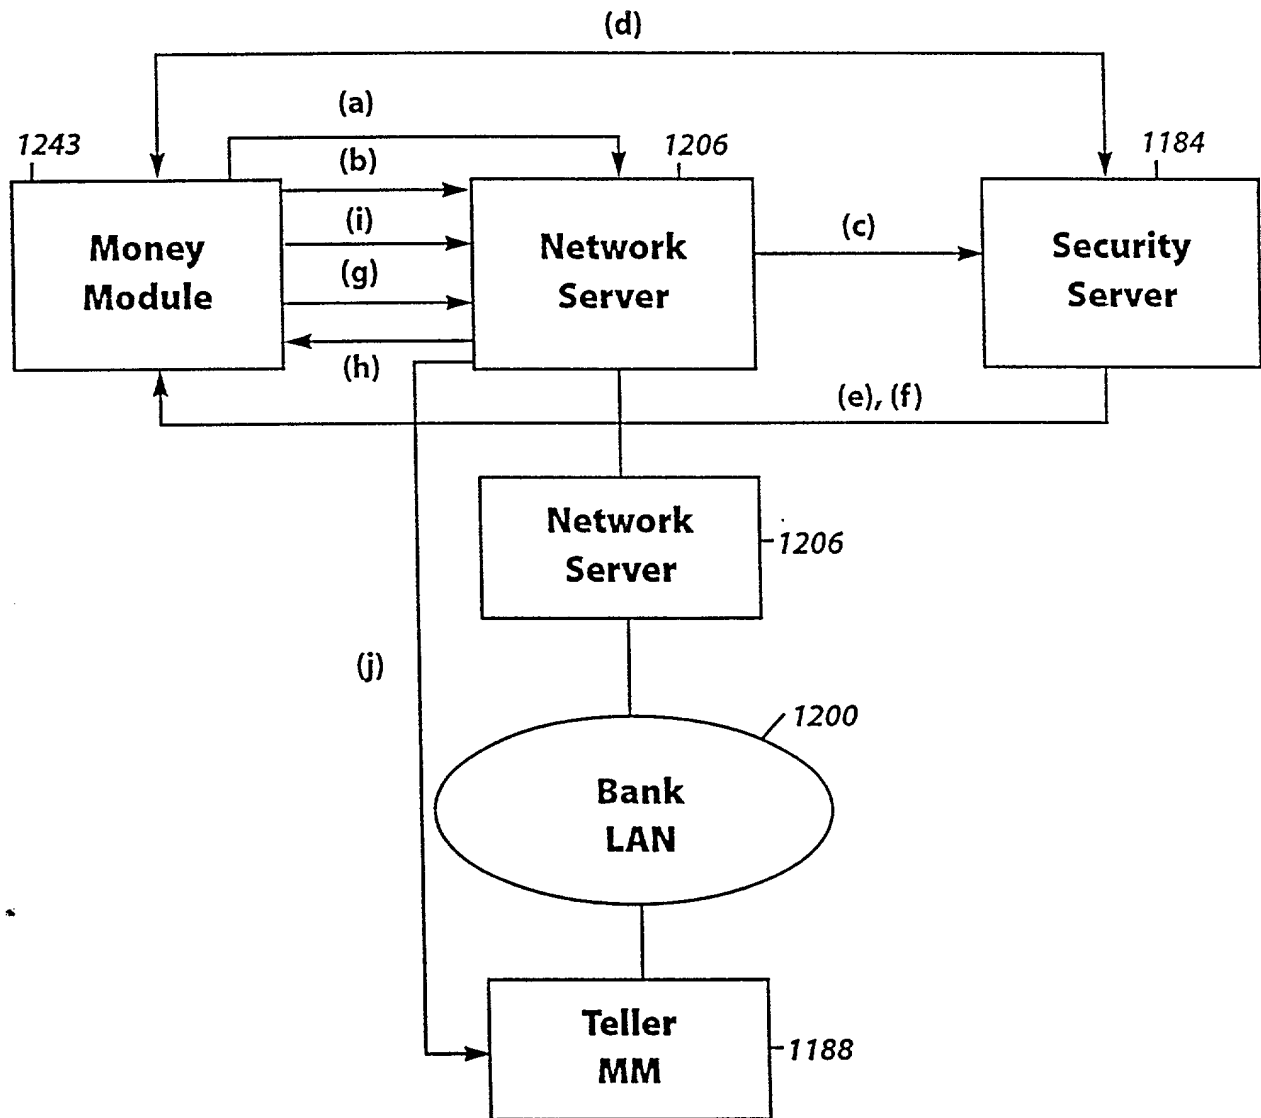 (d)
(a)
1243
1206
1184
(b)
(i)
(g)
(h)
Money
Module
Network
Server
(c)
Security
Server
(e), (f)
Network
Server
1206
(j)
1200
Bank
LAN
Teller
MM
1188